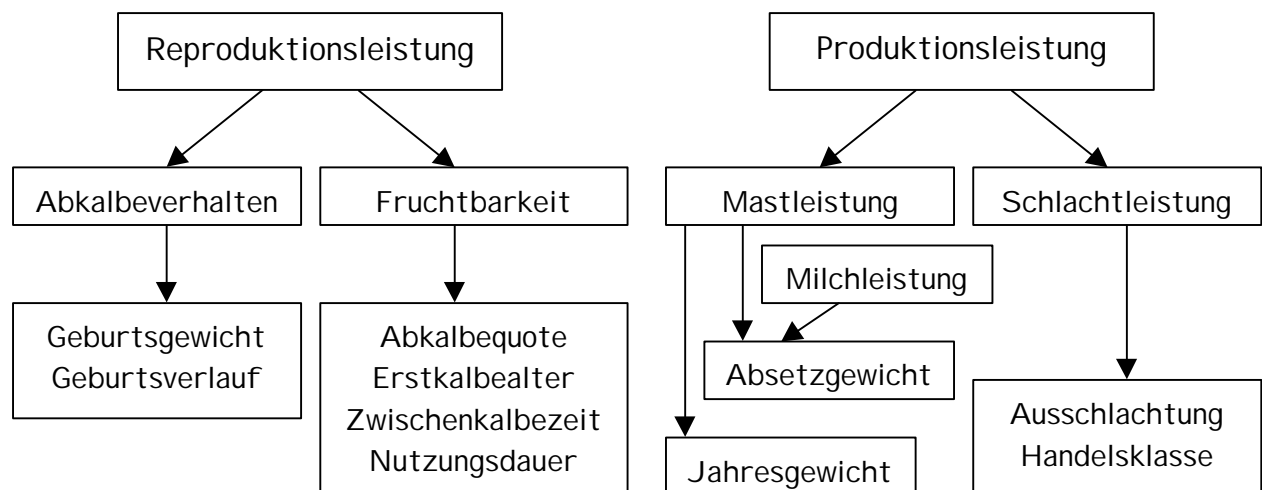 Reproduktionsleistung
Produktionsleistung
Abkalbeverhalten
Fruchtbarkeit
Mastleistung
Schlachtleistung
Milchleistung
Geburtsgewicht
Geburtsverlauf
Abkalbequote
Erstkalbealter
Zwischenkalbezeit
Nutzungsdauer
Absetzgewicht
Jahresgewicht
Ausschlachtung
Handelsklasse